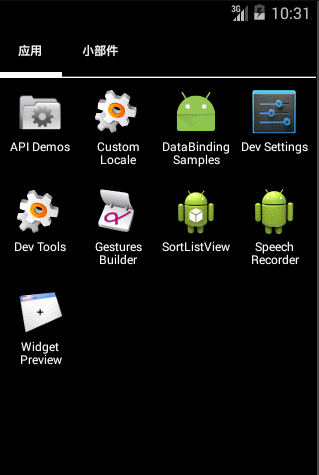 3G 10:31
应用 小部件
API Demos Custom Locale DataBinding Samples Dev Settings
Dev Tools Gestures Builder SortListView Speech Recorder
Widget Preview